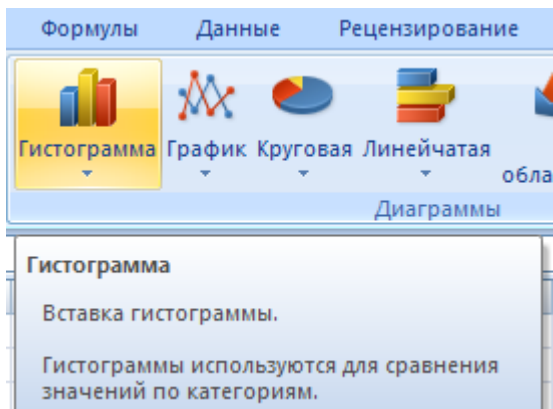 Формулы Данные Рецензирование
Гистограмма График Круговая Линейчатая
обла
Диаграммы
Гистограмма
Вставка гистограммы.
Гистограммы используются для сравнения
значений по категориям.